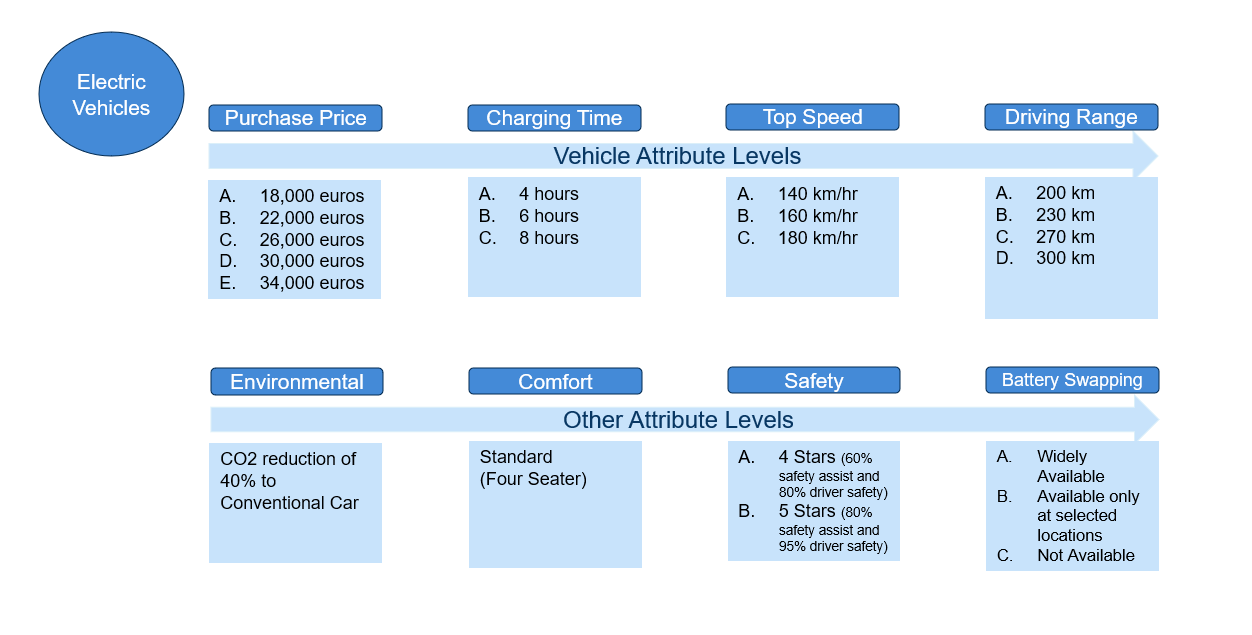 Electric
Vehicles
Purchase Price
Charging Time
Top Speed
Driving Range
Vehicle Attribute Levels
A. 18,000 euros
B. 22,000 euros
C. 26,000 euros
D. 30,000 euros
E. 34,000 euros
A. 4 hours
B. 6 hours
C. 8 hours
A. 140 km/hr
B. 160 km/hr
C. 180 km/hr
A. 200 km
B. 230 km
C. 270 km
D. 300 km
Environmental
Comfort
Safety
Battery Swapping
Other Attribute Levels
CO2 reduction of
40% to
Conventional Car
Standard
(Four Seater)
A. 4 Stars (60%
safety assist and
80% driver safety)
B. 5 Stars (80%
safety assist and
95% driver safety)
A. Widely
Available
B. Available only
at selected
locations
C. Not Available